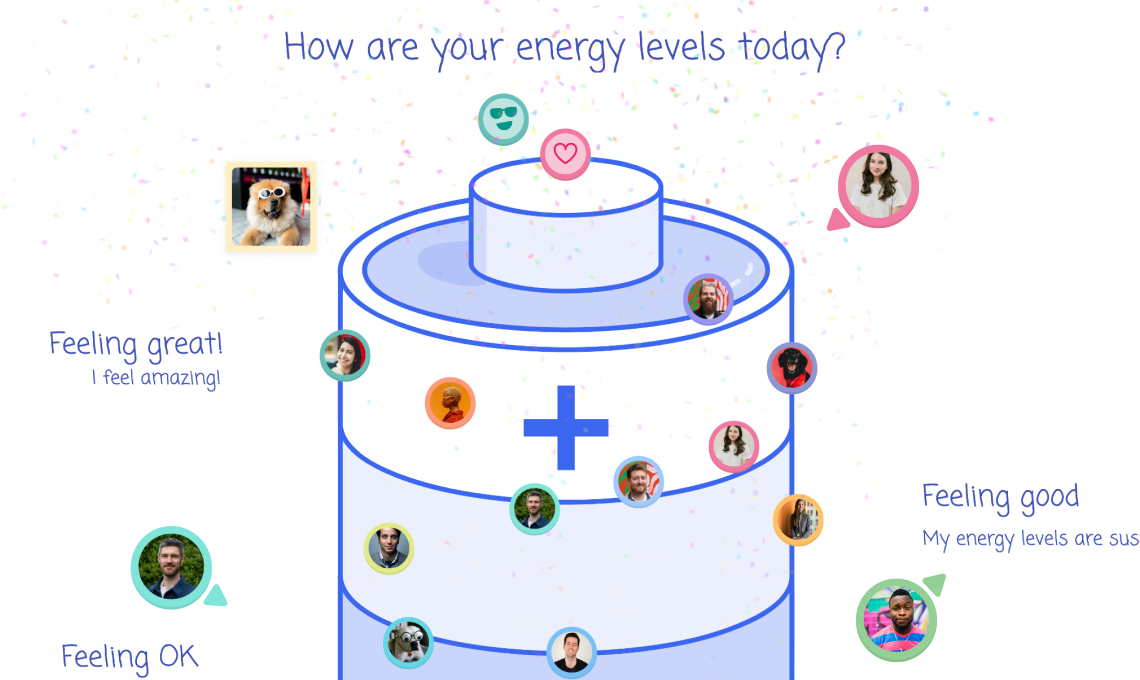 How are your energy levels today?
Feeling great!
I feel amazing!
Feeling good
My energy levels are sus
Feeling OK